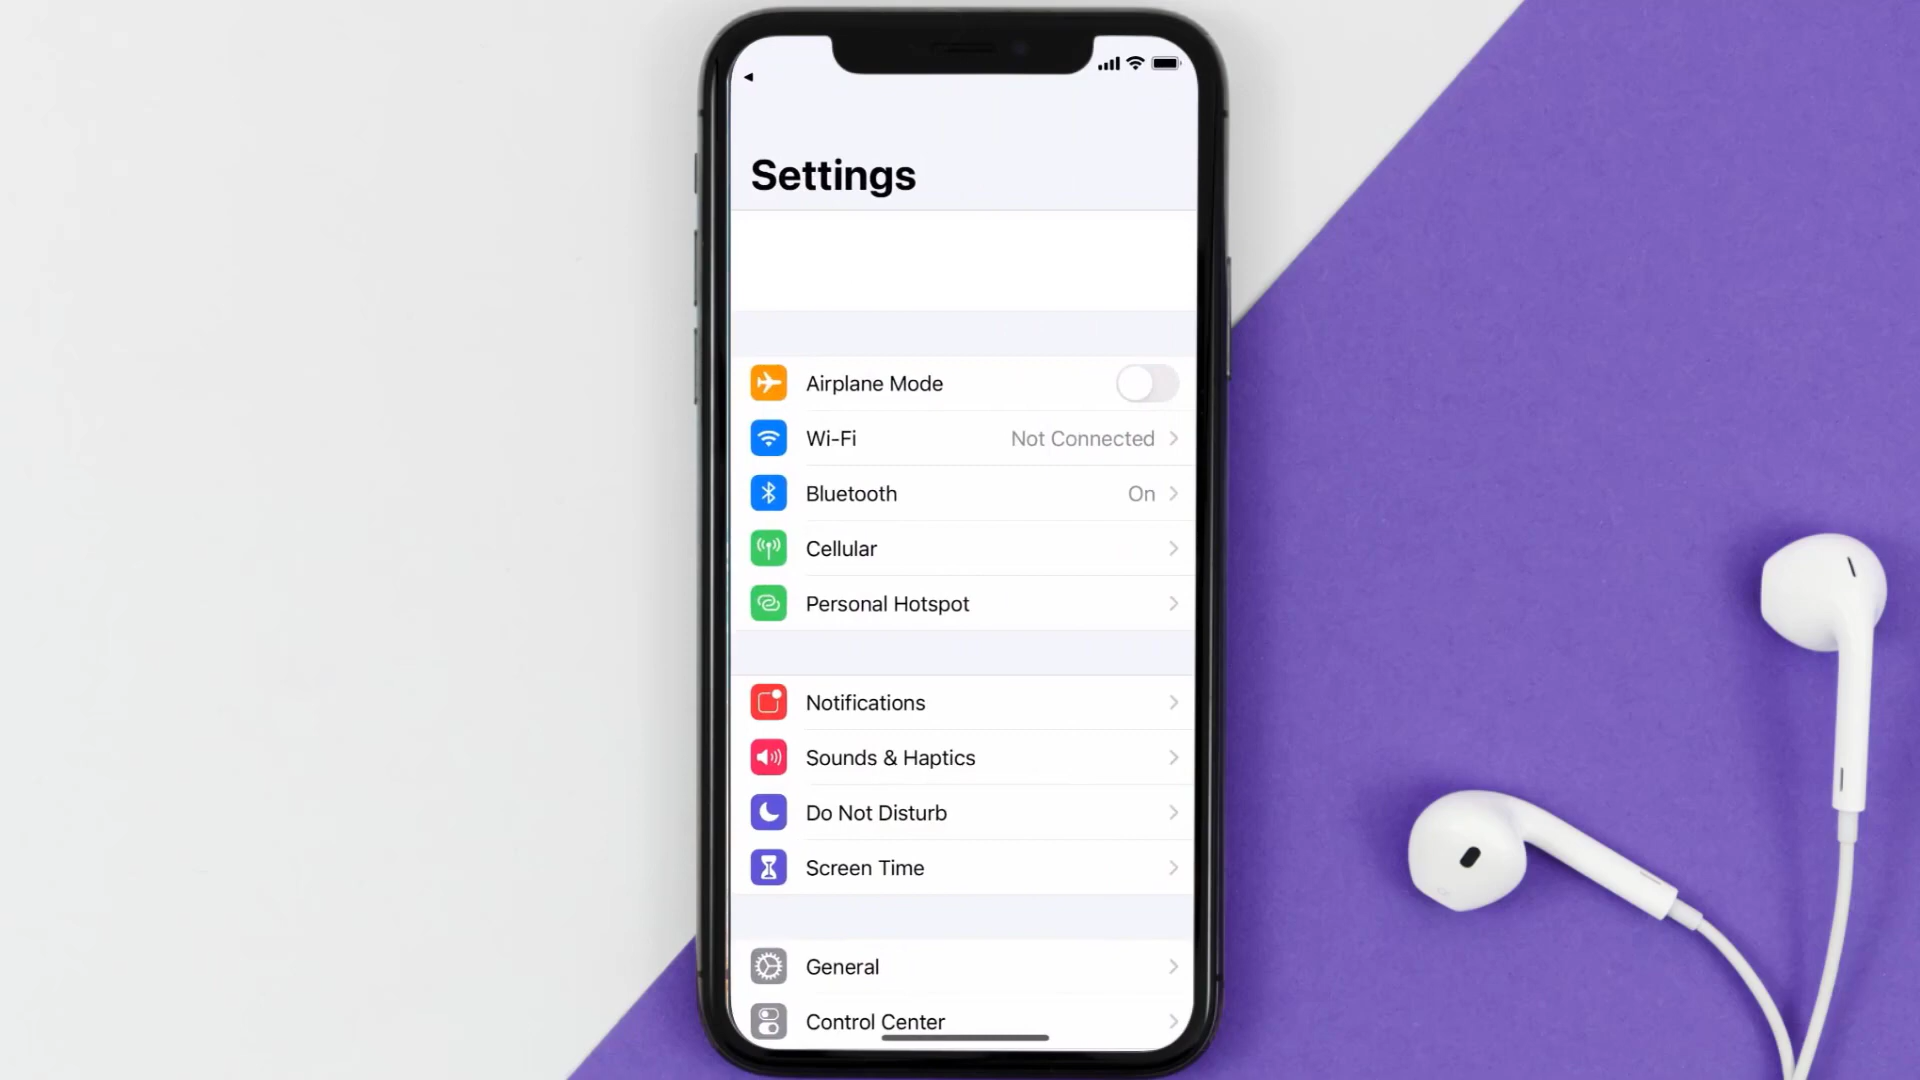 Settings
Airplane Mode
Wi-Fi Not Connected
Bluetooth On
Cellular
Personal Hotspot
Notifications
Sounds & Haptics
Do Not Disturb
Screen Time
General
Control Center